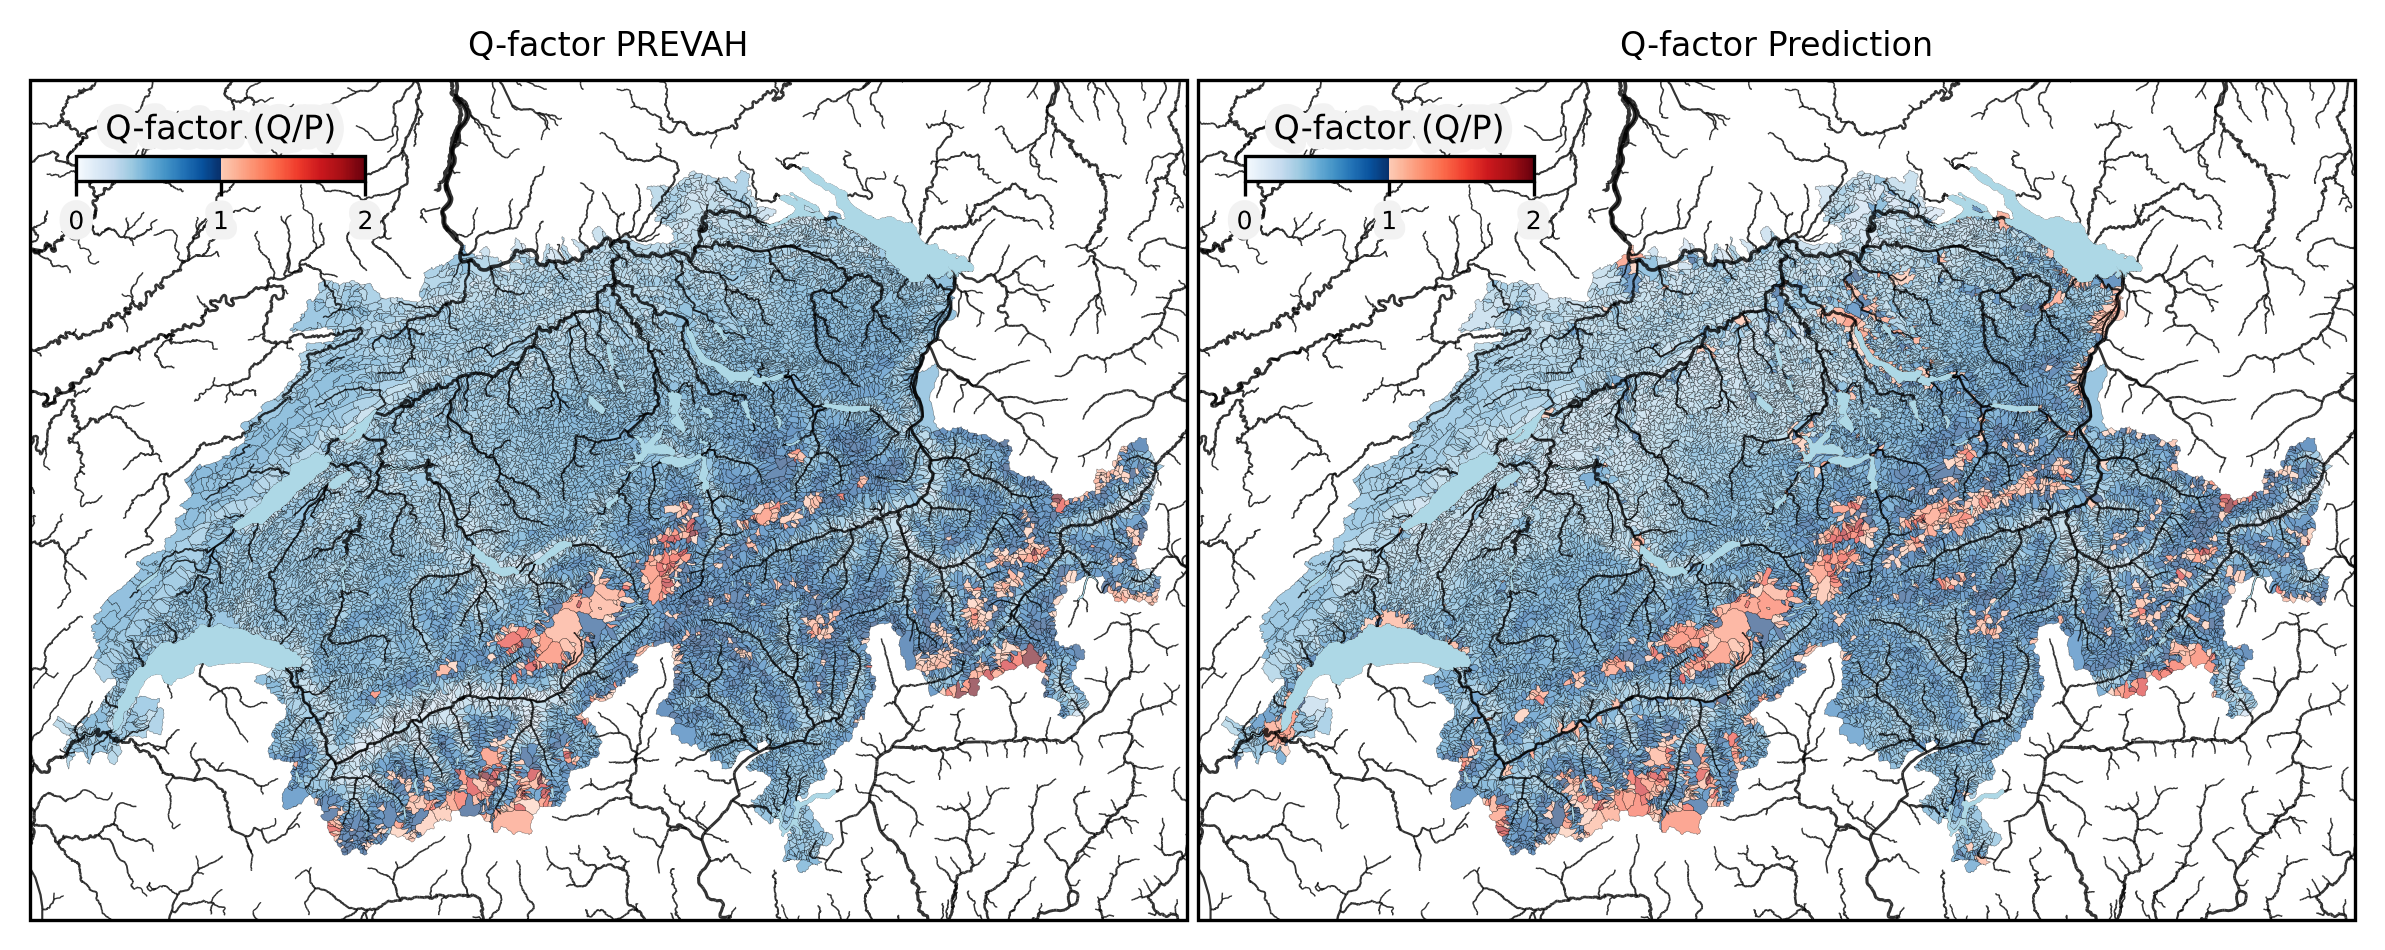 Q-factor PREVAH
Q-factor (Q/P)
0 1 2
Q-factor Prediction
Q-factor (Q/P)
0 1 2